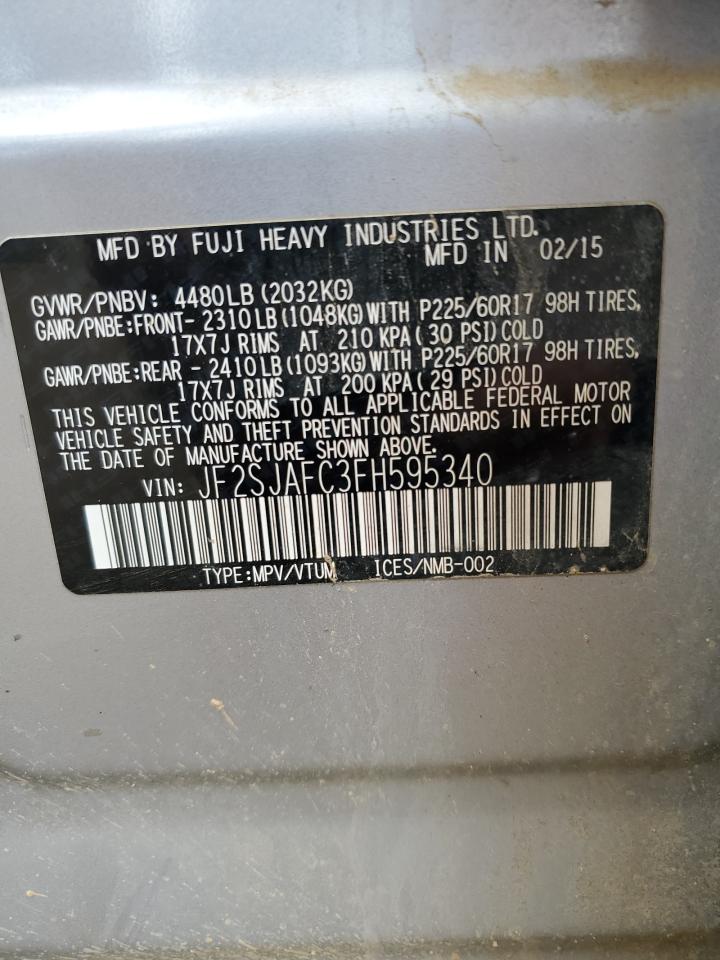 MFD BY FUJI HEAVY INDUSTRIES LTD.
MFD IN 02/15
GVWR/PNBV: 4480LB (2032KG)
GAWR/PNBE:FRONT- 2310LB (1048KG) WITH P225/60R17 98H TIRES,
17X7J RIMS AT 210 KPA (30 PSI) COLD
GAWR/PNBE:REAR - 2410LB (1093KG) WITH P225/60R17 98H TIRES,
17X7J RIMS AT 200 KPA (29 PSI) COLD
THIS VEHICLE CONFORMS TO ALL APPLICABLE FEDERAL MOTOR
VEHICLE SAFETY AND THEFT PREVENTION STANDARDS IN EFFECT ON
THE DATE OF MANUFACTURE SHOWN ABOVE.
VIN: JF2SJAFC3FH595340
TYPE:MPV/VTUM ICES/NMB-002